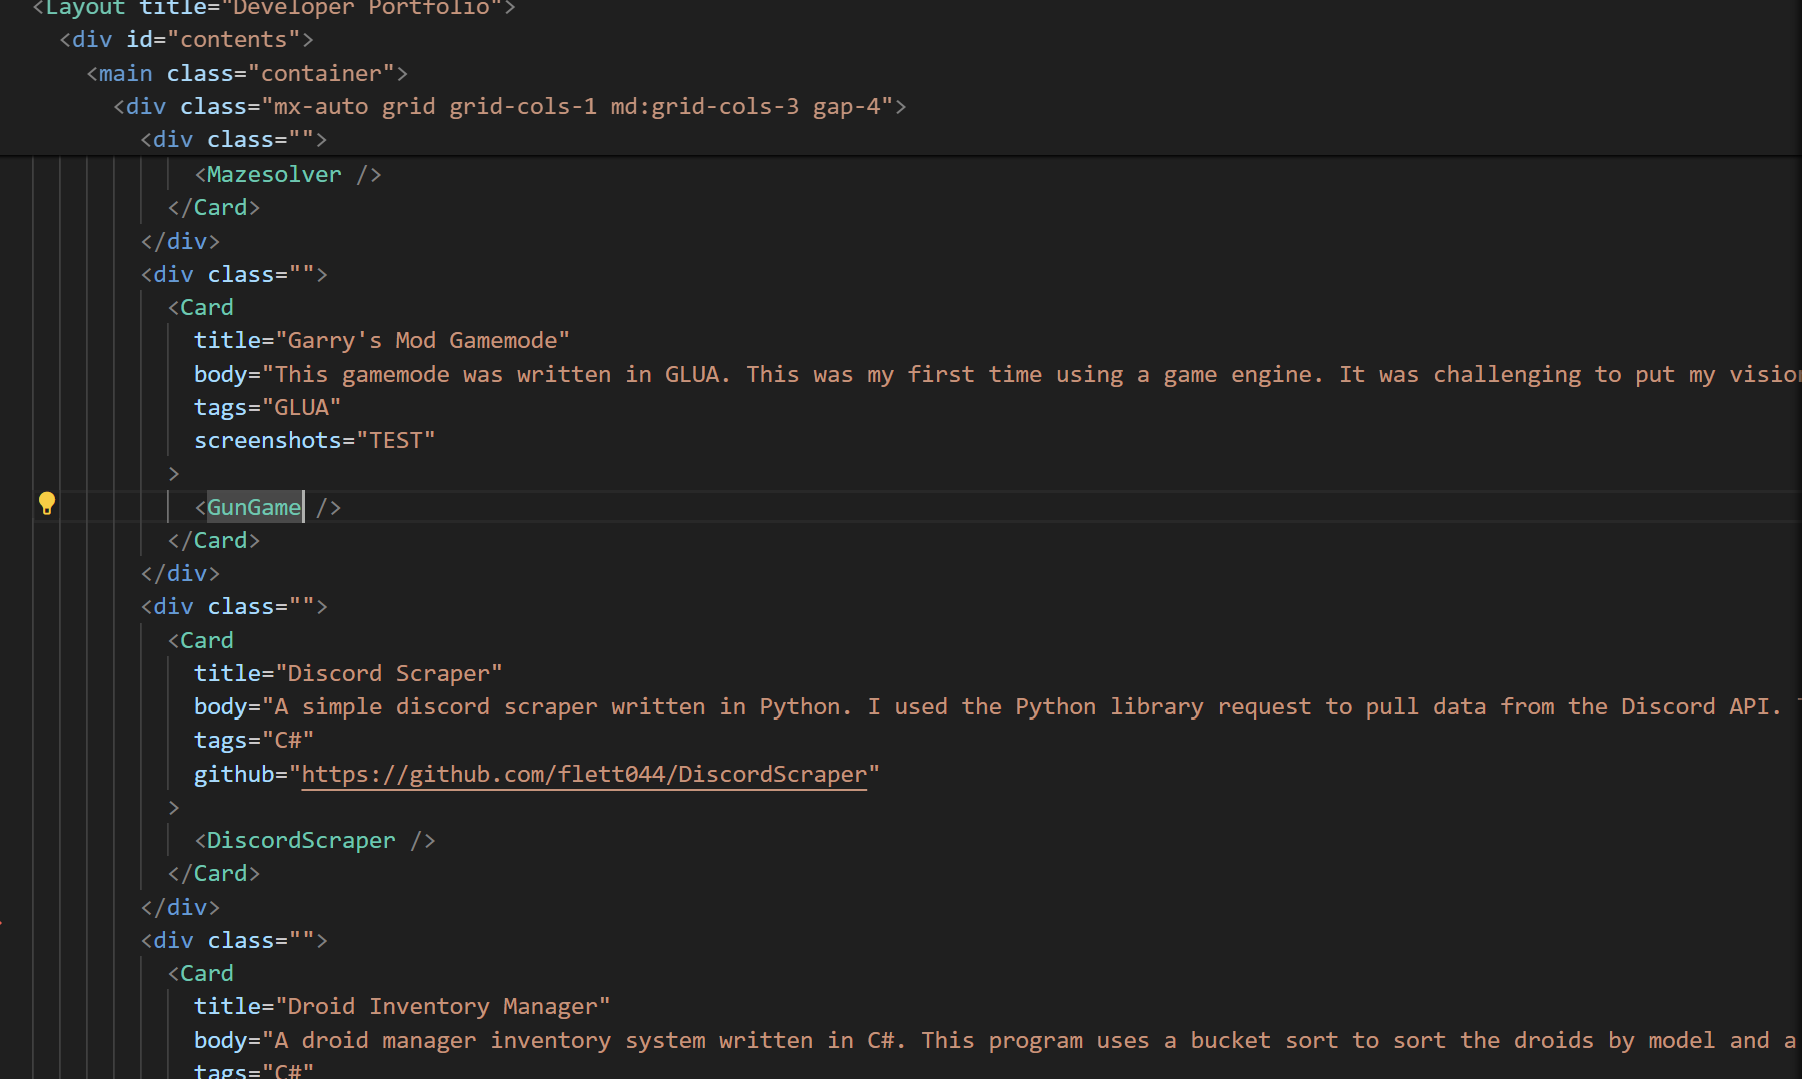 <Layout title="Developer Portfolio">
<div id="contents">
<main class="container">
<div class="mx-auto grid grid-cols-1 md:grid-cols-3 gap-4">
<div class="">
<Mazesolver />
</Card>
</div>
<div class="">
<Card
title="Garry's Mod Gamemode"
body="This gamemode was written in GLUA. This was my first time using a game engine. It was challenging to put my vision
tags="GLUA"
screenshots="TEST"
>
<GunGame />
</Card>
</div>
<div class="">
<Card
title="Discord Scraper"
body="A simple discord scraper written in Python. I used the Python library request to pull data from the Discord API.
tags="C#"
github="https://github.com/flett044/DiscordScraper"
>
<DiscordScraper />
</Card>
</div>
<div class="">
<Card
title="Droid Inventory Manager"
body="A droid manager inventory system written in C#. This program uses a bucket sort to sort the droids by model and a
tags="C#"